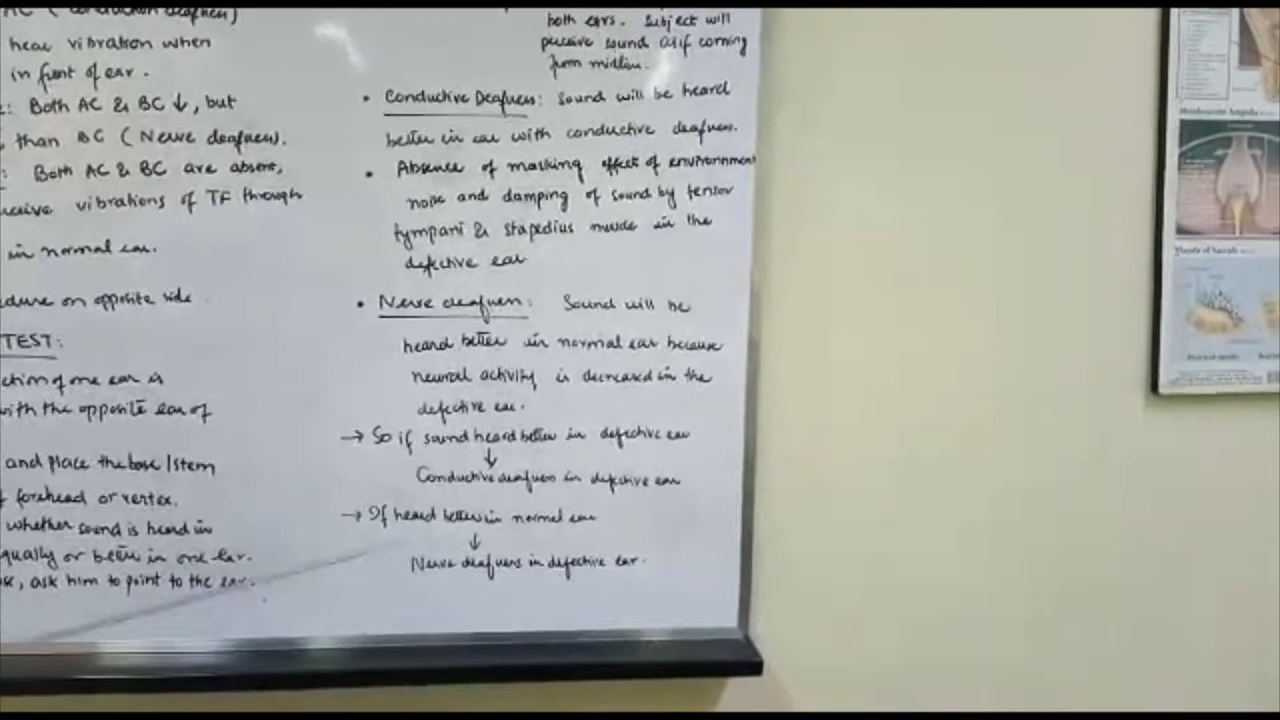 AC (conduction deafness)
hear vibration when
in front of ear.
: Both AC & BC ↓, but
than BC (Nerve deafness).
: Both AC & BC are absent,
vibrations of TF through
in normal ear.
edure on opposite side
TEST:
ction of one ear is
with the opposite ear of
and place the base/stem
f forehead or vertex.
whether sound is heard in
qually or better in one ear.
ask him to point to the ear.
both ears. Subject will
perceive sound as if coming
from midline.
• Conductive Deafness: Sound will be heard
better in ear with conductive deafness.
• Absence of masking effect of environment
noise and damping of sound by tensor
tympani & stapedius muscle in the
defective ear
• Nerve deafness: Sound will be
heard better in normal ear because
neuronal activity is decreased in the
defective ear.
→ So if sound heard better in defective ear
↓
Conductive deafness in defective ear
→ If heard better in normal ear
↓
Nerve deafness in defective ear.
Membranous Ampulla